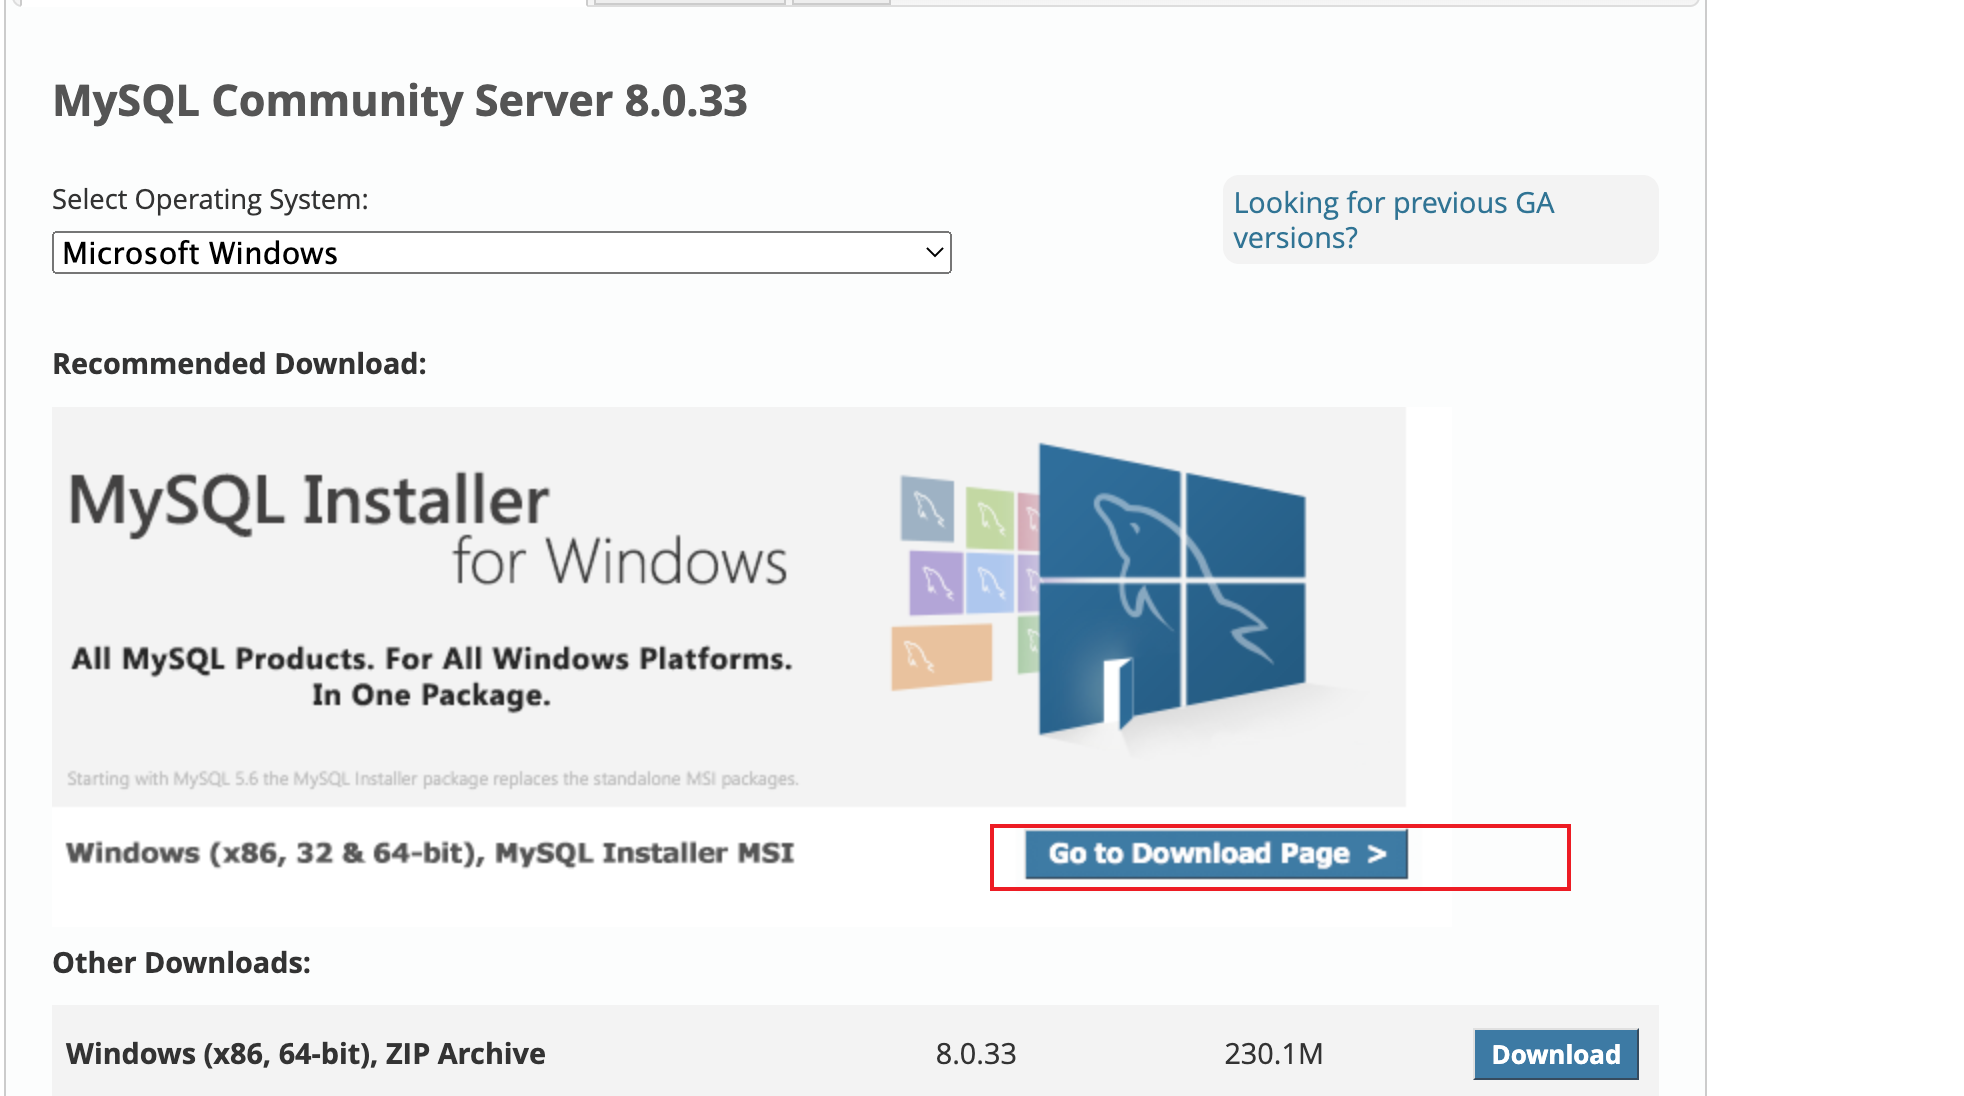 MySQL Community Server 8.0.33
Select Operating System:
Microsoft Windows
Looking for previous GA
versions?
Recommended Download:
MySQL Installer
for Windows
All MySQL Products. For All Windows Platforms.
In One Package.
Starting with MySQL 5.6 the MySQL Installer package replaces the standalone MSI packages.
Windows (x86, 32 & 64-bit), MySQL Installer MSI
Go to Download Page >
Other Downloads:
Windows (x86, 64-bit), ZIP Archive 8.0.33 230.1M Download